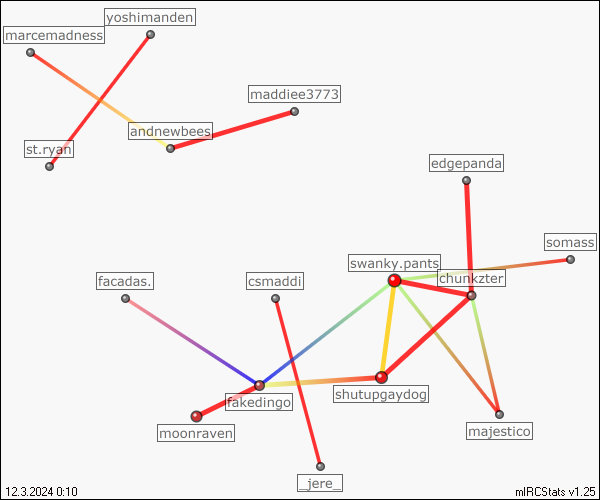 yoshimanden
marcemadness
maddiee3773
andnewbees
st.ryan
edgepanda
somass
swanky.pants
chunkzter
facadas.
csmaddi
shutupgaydog
fakedingo
moonraven
majestico
_jere_
12.3.2024 0:10
mIRCStats v1.25